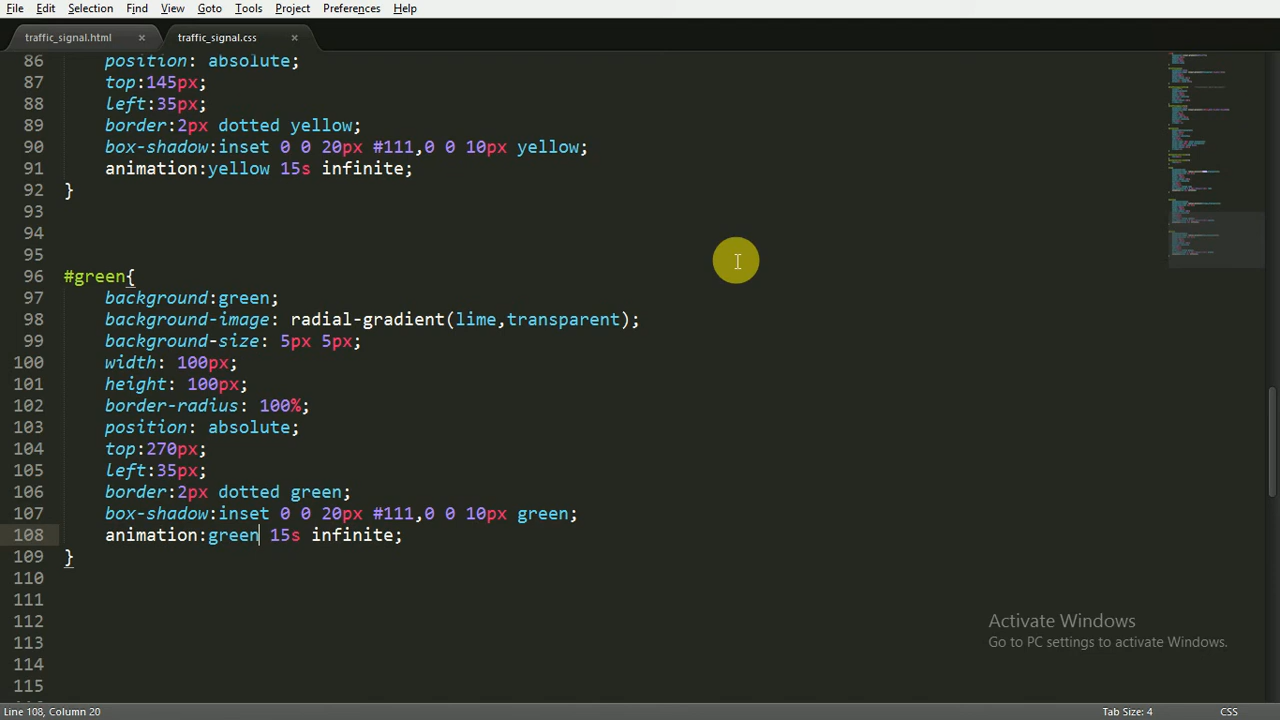 File Edit Selection Find View Goto Tools Project Preferences Help
traffic_signal.html × traffic_signal.css ×
86 position: absolute;
87 top:145px;
88 left:35px;
89 border:2px dotted yellow;
90 box-shadow:inset 0 0 20px #111,0 0 10px yellow;
91 animation:yellow 15s infinite;
92 }
93
94
95
96 #green{
97 background:green;
98 background-image: radial-gradient(lime,transparent);
99 background-size: 5px 5px;
100 width: 100px;
101 height: 100px;
102 border-radius: 100%;
103 position: absolute;
104 top:270px;
105 left:35px;
106 border:2px dotted green;
107 box-shadow:inset 0 0 20px #111,0 0 10px green;
108 animation:green 15s infinite;
109 }
110
111
112
113
114
115
Activate Windows
Go to PC settings to activate Windows.
Line 108, Column 20 Tab Size: 4 CSS